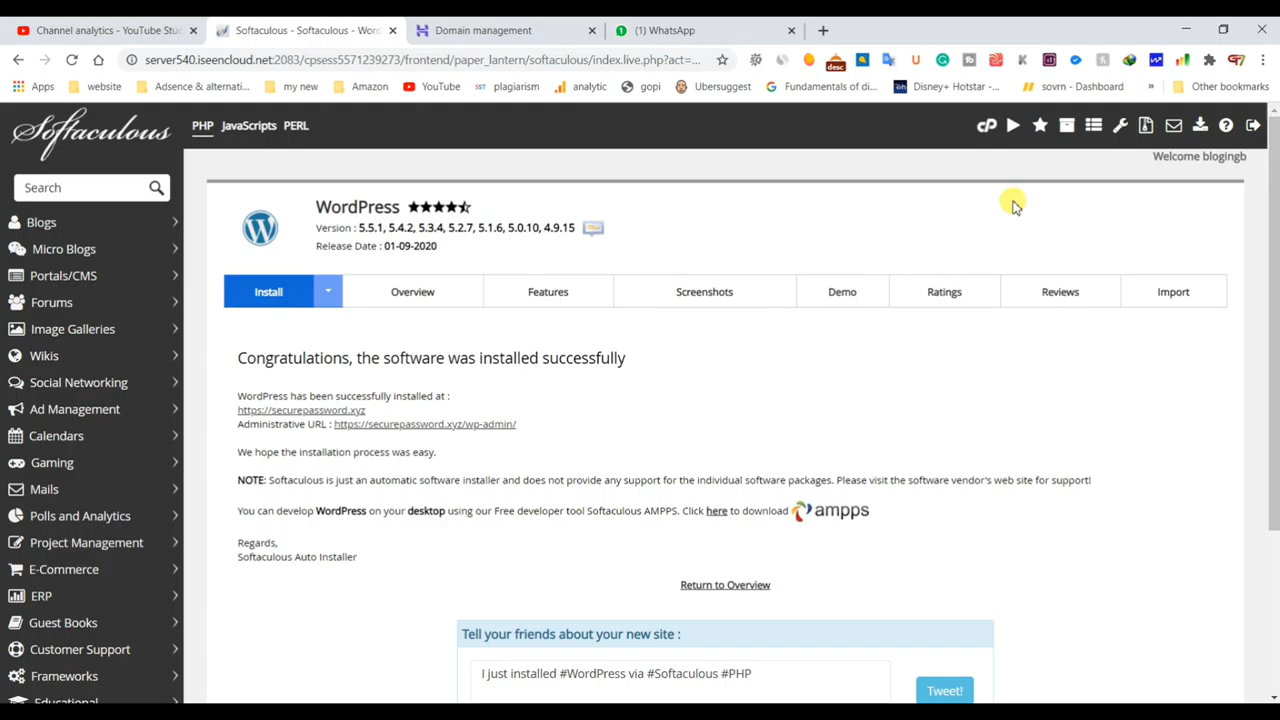 Channel analytics - YouTube Stud
Softaculous - Softaculous - Wor
Domain management
(1) WhatsApp
server540.iseencloud.net:2083/cpsess5571239273/frontend/paper_lantern/softaculous/index.live.php?act=...
Apps
website
Adsence & alternati...
my new
Amazon
YouTube
SST plagiarism
analytic
gopi
Ubersuggest
Fundamentals of di...
Disney+ Hotstar -...
sovrn - Dashboard
»
Other bookmarks
Softaculous
PHP JavaScripts PERL
cP
Welcome blogingb
Search
Blogs
Micro Blogs
Portals/CMS
Forums
Image Galleries
Wikis
Social Networking
Ad Management
Calendars
Gaming
Mails
Polls and Analytics
Project Management
E-Commerce
ERP
Guest Books
Customer Support
Frameworks
Educational
WordPress
Version : 5.5.1, 5.4.2, 5.3.4, 5.2.7, 5.1.6, 5.0.10, 4.9.15
Release Date : 01-09-2020
Install
Overview
Features
Screenshots
Demo
Ratings
Reviews
Import
Congratulations, the software was installed successfully
WordPress has been successfully installed at :
https://securepassword.xyz
Administrative URL : https://securepassword.xyz/wp-admin/
We hope the installation process was easy.
NOTE: Softaculous is just an automatic software installer and does not provide any support for the individual software packages. Please visit the software vendor's web site for support!
You can develop WordPress on your desktop using our Free developer tool Softaculous AMPPS. Click here to download ampps
Regards,
Softaculous Auto Installer
Return to Overview
Tell your friends about your new site :
I just installed #WordPress via #Softaculous #PHP
Tweet!